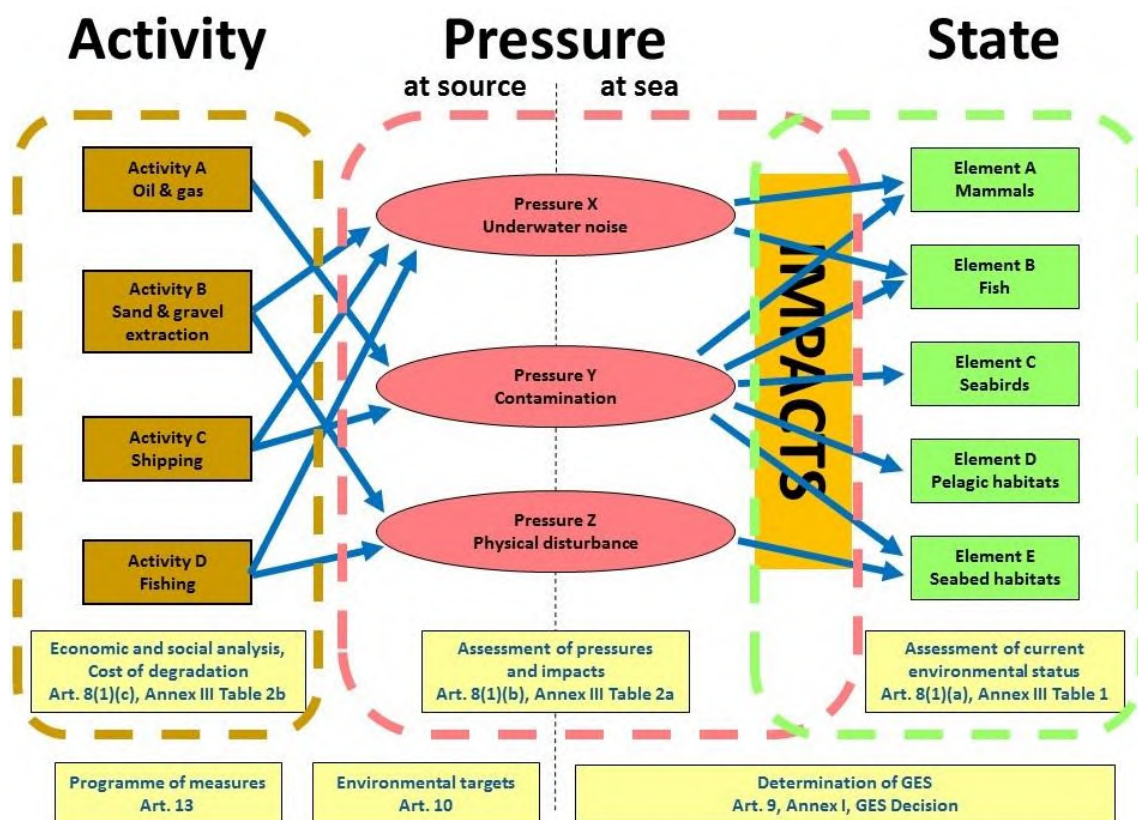 Activity
Pressure
State
at source
at sea
Activity A
Oil & gas
Activity B
Sand & gravel
extraction
Activity C
Shipping
Activity D
Fishing
Pressure X
Underwater noise
Pressure Y
Contamination
Pressure Z
Physical disturbance
IMPACTS
Element A
Mammals
Element B
Fish
Element C
Seabirds
Element D
Pelagic habitats
Element E
Seabed habitats
Economic and social analysis,
Cost of degradation
Art. 8(1)(c), Annex III Table 2b
Assessment of pressures
and impacts
Art. 8(1)(b), Annex III Table 2a
Assessment of current
environmental status
Art. 8(1)(a), Annex III Table 1
Programme of measures
Art. 13
Environmental targets
Art. 10
Determination of GES
Art. 9, Annex I, GES Decision